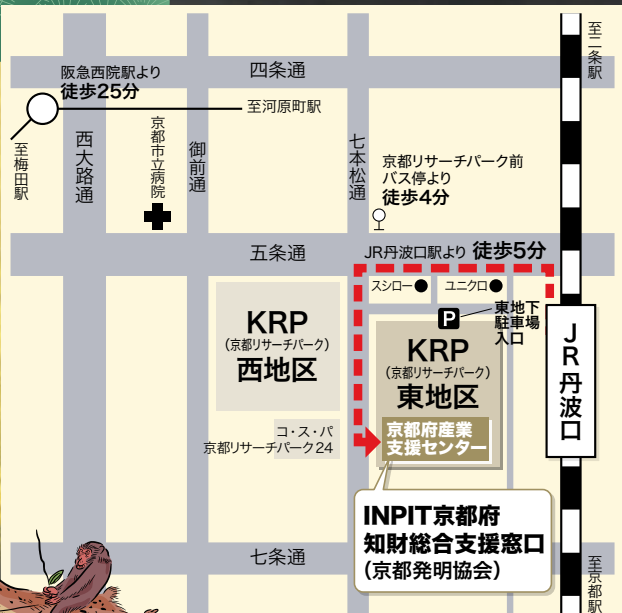 至二条駅
四条通
阪急西院駅より
徒歩25分
至河原町駅
至梅田駅
西大路通
京都市立病院
御前通
七本松通
京都リサーチパーク前
バス停より
徒歩4分
五条通
JR丹波口駅より 徒歩5分
スシロー
ユニクロ
P
東地下
駐車場
入口
JR丹波口
KRP
(京都リサーチパーク)
西地区
KRP
(京都リサーチパーク)
東地区
京都府産業
支援センター
コ・ス・パ
京都リサーチパーク24
INPIT京都府
知財総合支援窓口
(京都発明協会)
七条通
至京都駅